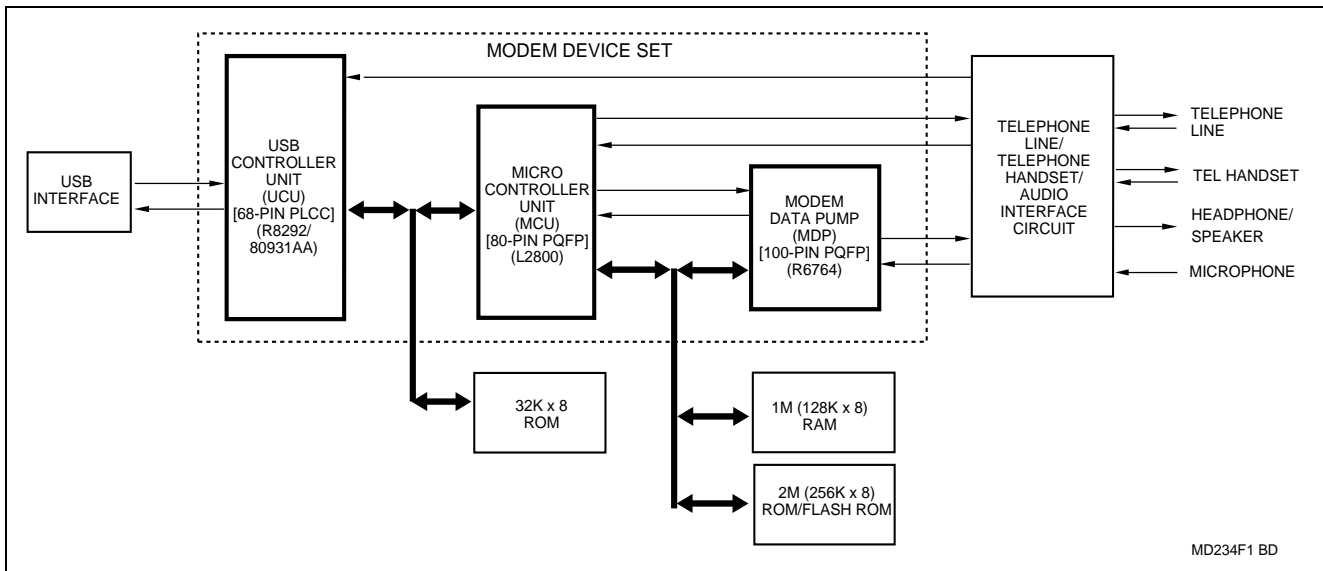 MODEM DEVICE SET
USB
INTERFACE
USB
CONTROLLER
UNIT
(UCU)
[68-PIN PLCC]
(R8292/
80931AA)
MICRO
CONTROLLER
UNIT
(MCU)
[80-PIN PQFP]
(L2800)
MODEM
DATA PUMP
(MDP)
[100-PIN PQFP]
(R6764)
TELEPHONE
LINE/
TELEPHONE
HANDSET/
AUDIO
INTERFACE
CIRCUIT
TELEPHONE
LINE
TEL HANDSET
HEADPHONE/
SPEAKER
MICROPHONE
32K x 8
ROM
1M (128K x 8)
RAM
2M (256K x 8)
ROM/FLASH ROM
MD234F1 BD